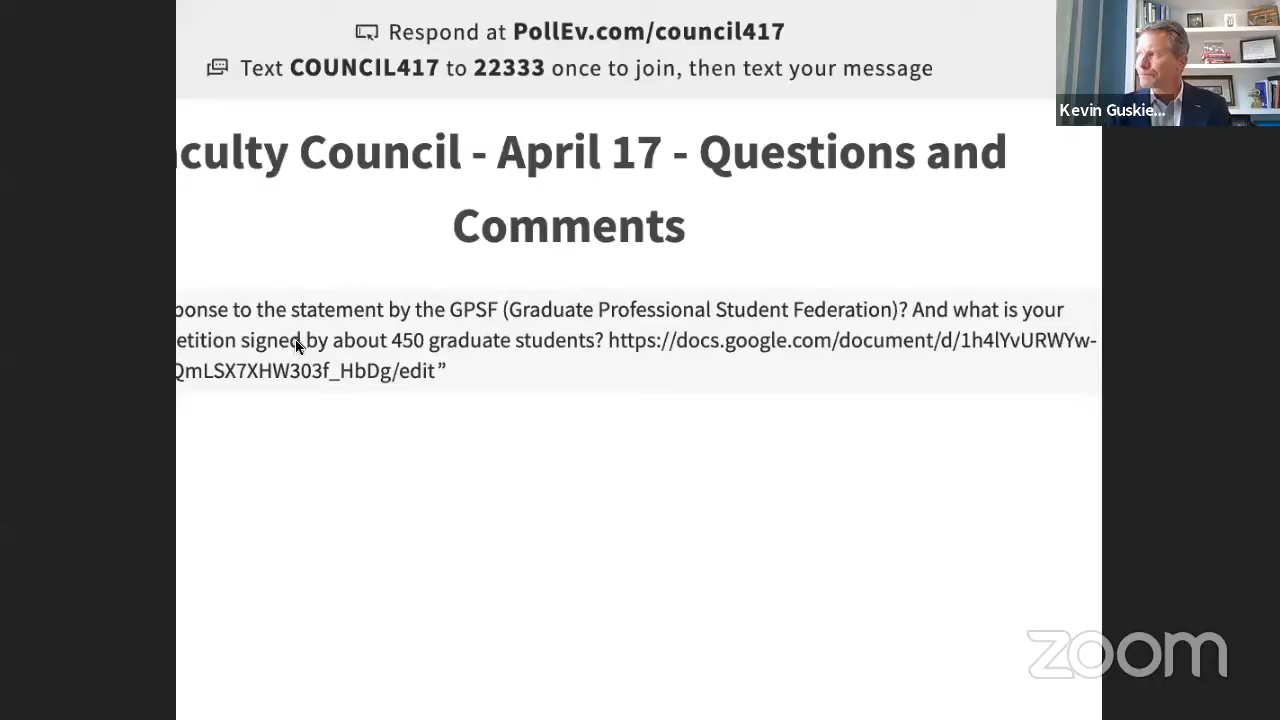 Respond at PollEv.com/council417
Text COUNCIL417 to 22333 once to join, then text your message
Kevin Guskie...
aculty Council - April 17 - Questions and
Comments
ponse to the statement by the GPSF (Graduate Professional Student Federation)? And what is your
etition signed by about 450 graduate students? https://docs.google.com/document/d/1h4lYvURWYw-
QmLSX7XHW303f_HbDg/edit”
zoom